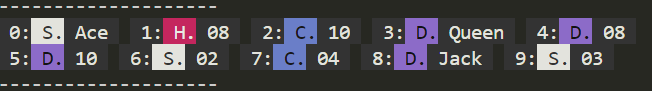 --------------------
0: S. Ace 1: H. 08 2: C. 10 3: D. Queen 4: D. 08
5: D. 10 6: S. 02 7: C. 04 8: D. Jack 9: S. 03
--------------------